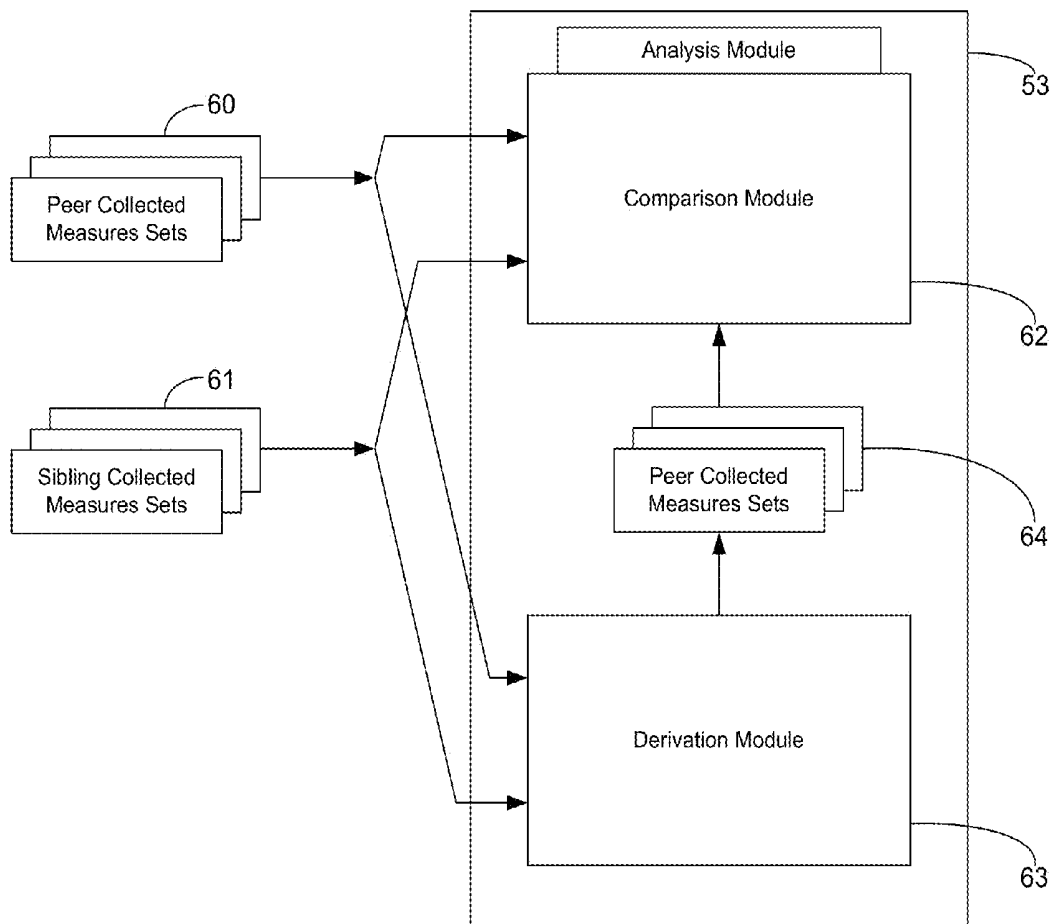 Analysis Module
53
60
Peer Collected
Measures Sets
Comparison Module
62
61
Sibling Collected
Measures Sets
Peer Collected
Measures Sets
64
Derivation Module
63